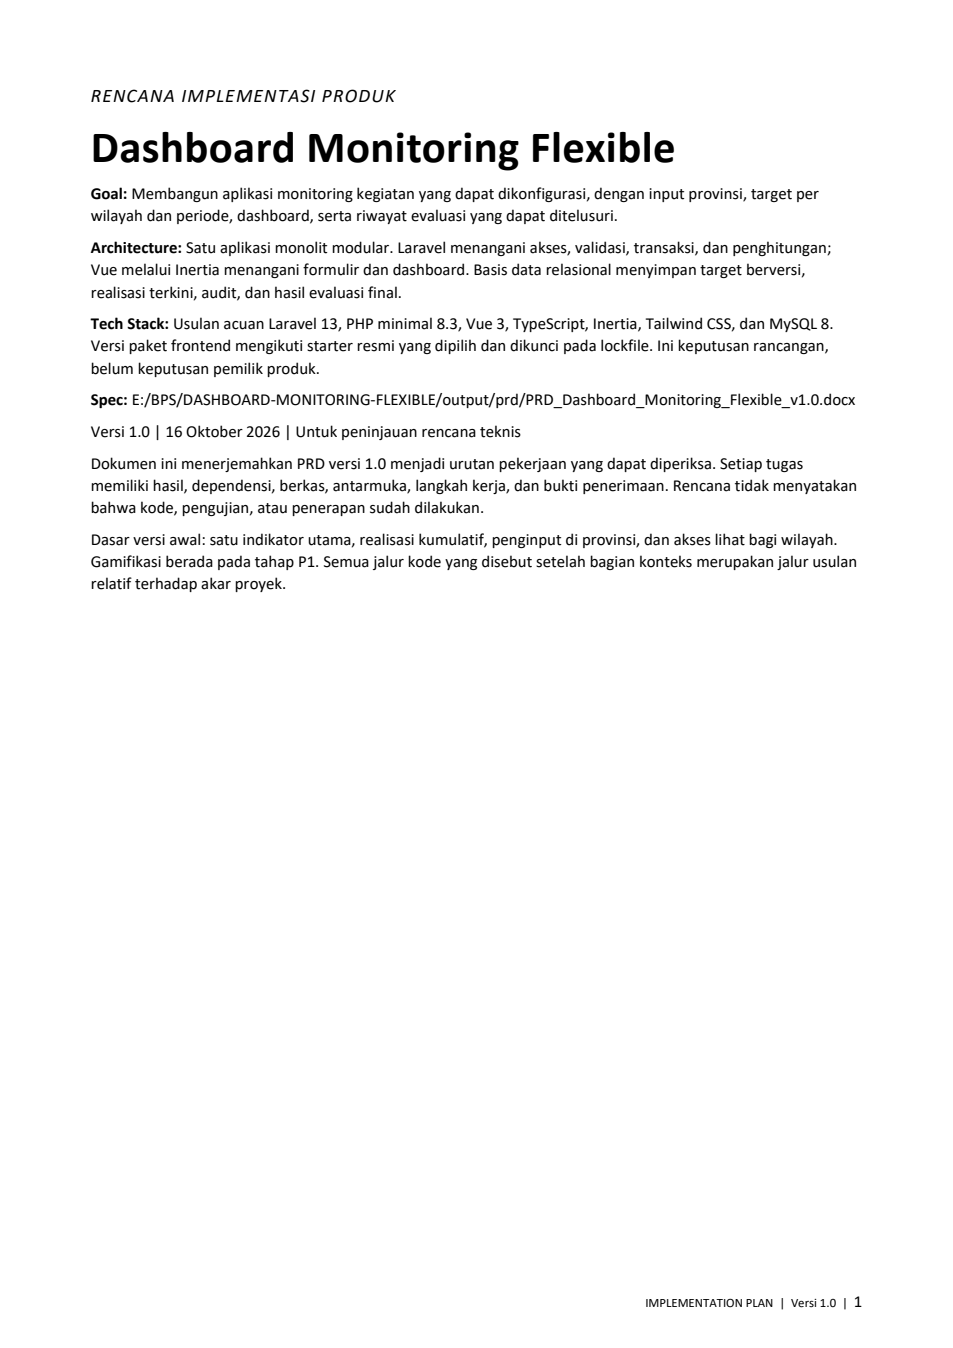 RENCANA IMPLEMENTASI PRODUK
Dashboard Monitoring Flexible
Goal: Membangun aplikasi monitoring kegiatan yang dapat dikonfigurasi, dengan input provinsi, target per
wilayah dan periode, dashboard, serta riwayat evaluasi yang dapat ditelusuri.
Architecture: Satu aplikasi monolit modular. Laravel menangani akses, validasi, transaksi, dan penghitungan;
Vue melalui Inertia menangani formulir dan dashboard. Basis data relasional menyimpan target berversi,
realisasi terkini, audit, dan hasil evaluasi final.
Tech Stack: Usulan acuan Laravel 13, PHP minimal 8.3, Vue 3, TypeScript, Inertia, Tailwind CSS, dan MySQL 8.
Versi paket frontend mengikuti starter resmi yang dipilih dan dikunci pada lockfile. Ini keputusan rancangan,
belum keputusan pemilik produk.
Spec: E:/BPS/DASHBOARD-MONITORING-FLEXIBLE/output/prd/PRD_Dashboard_Monitoring_Flexible_v1.0.docx
Versi 1.0 | 16 Oktober 2026 | Untuk peninjauan rencana teknis
Dokumen ini menerjemahkan PRD versi 1.0 menjadi urutan pekerjaan yang dapat diperiksa. Setiap tugas
memiliki hasil, dependensi, berkas, antarmuka, langkah kerja, dan bukti penerimaan. Rencana tidak menyatakan
bahwa kode, pengujian, atau penerapan sudah dilakukan.
Dasar versi awal: satu indikator utama, realisasi kumulatif, penginput di provinsi, dan akses lihat bagi wilayah.
Gamifikasi berada pada tahap P1. Semua jalur kode yang disebut setelah bagian konteks merupakan jalur usulan
relatif terhadap akar proyek.
IMPLEMENTATION PLAN | Versi 1.0 | 1